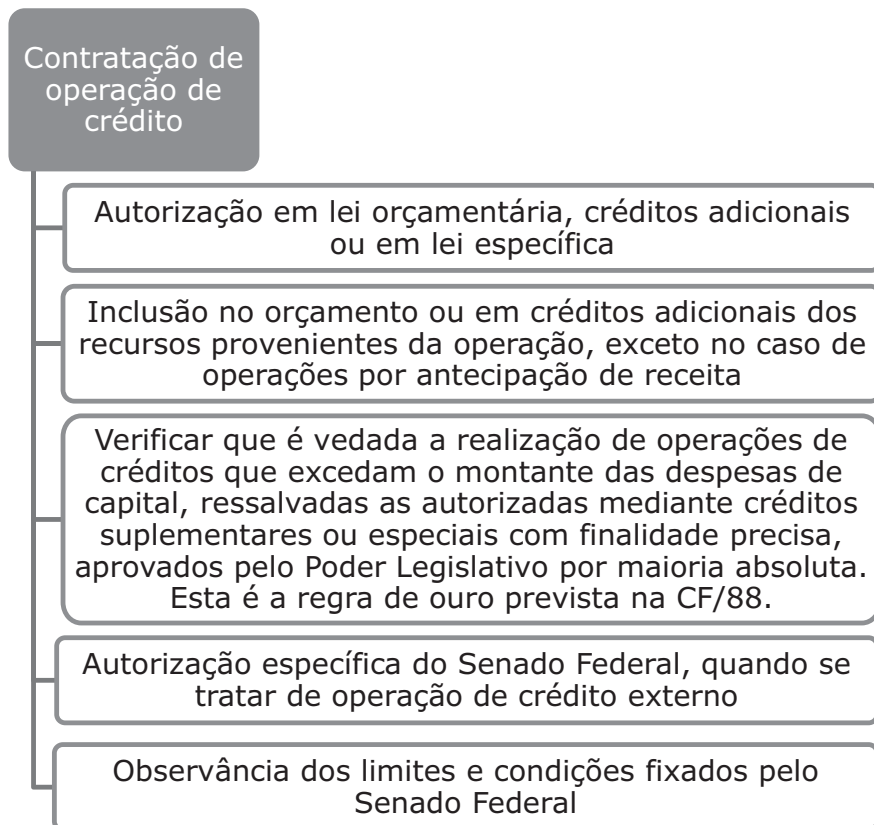 Contratação de
operação de
crédito
Autorização em lei orçamentária, créditos adicionais
ou em lei específica
Inclusão no orçamento ou em créditos adicionais dos
recursos provenientes da operação, exceto no caso de
operações por antecipação de receita
Verificar que é vedada a realização de operações de
créditos que excedam o montante das despesas de
capital, ressalvadas as autorizadas mediante créditos
suplementares ou especiais com finalidade precisa,
aprovados pelo Poder Legislativo por maioria absoluta.
Esta é a regra de ouro prevista na CF/88.
Autorização específica do Senado Federal, quando se
tratar de operação de crédito externo
Observância dos limites e condições fixados pelo
Senado Federal